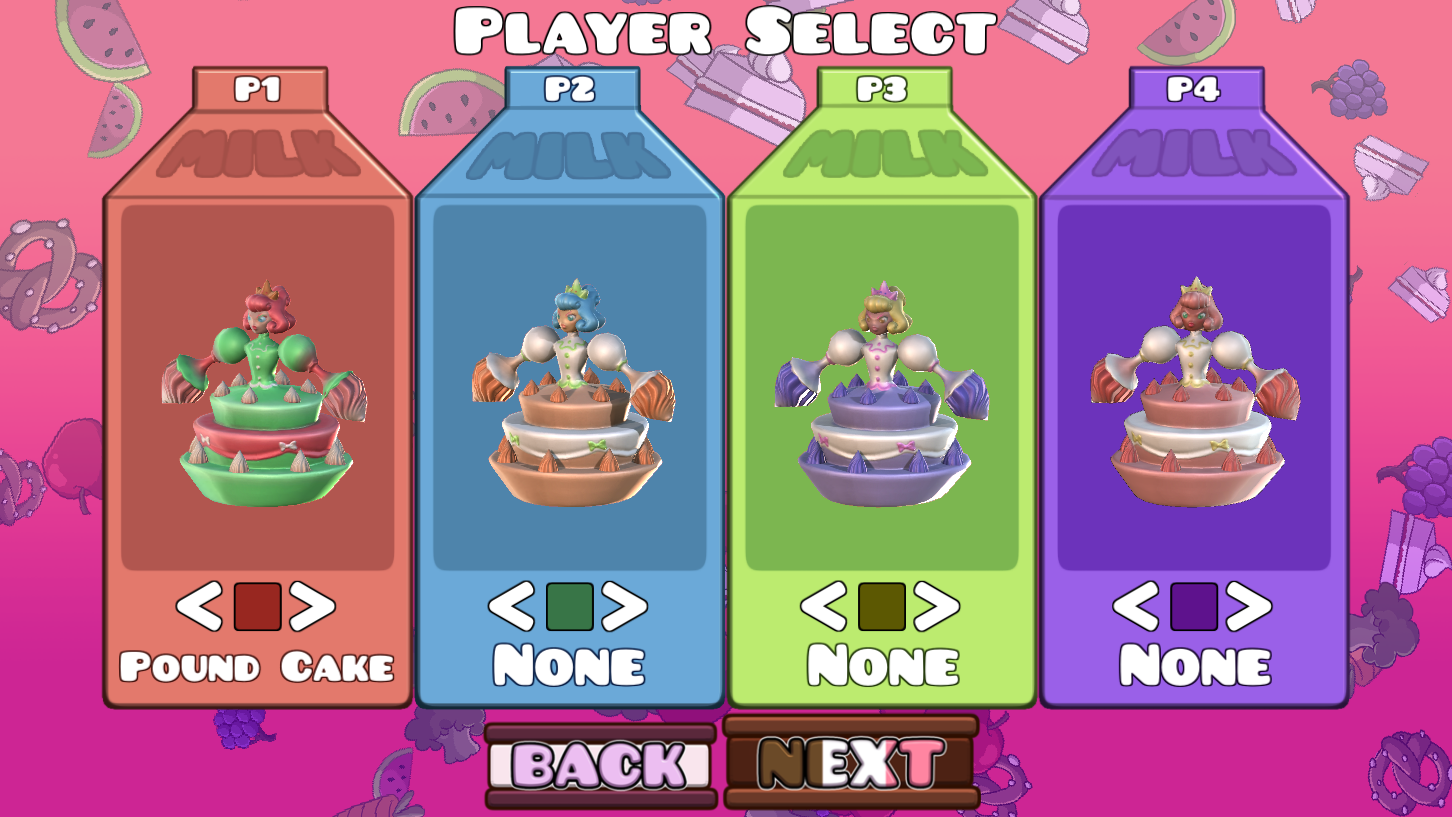 PLAYER SELECT
P1
P2
P3
P4
MILK
MILK
MILK
MILK
< >
< >
< >
< >
POUND CAKE
NONE
NONE
NONE
BACK
NEXT